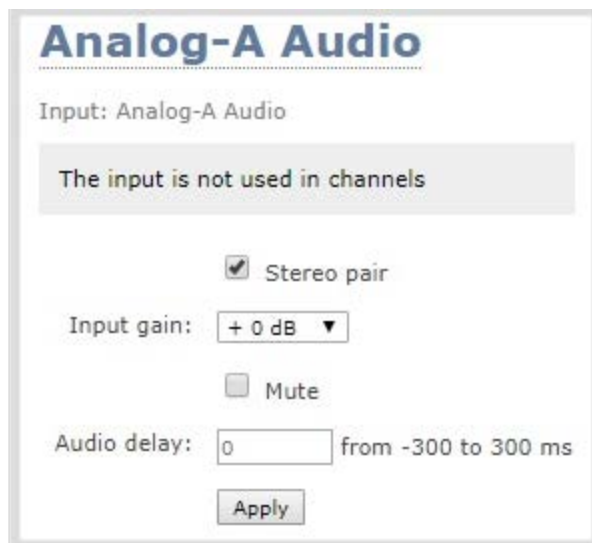 Analog-A Audio
Input: Analog-A Audio
The input is not used in channels
Stereo pair
Input gain: + 0 dB
Mute
Audio delay: 0 from -300 to 300 ms
Apply